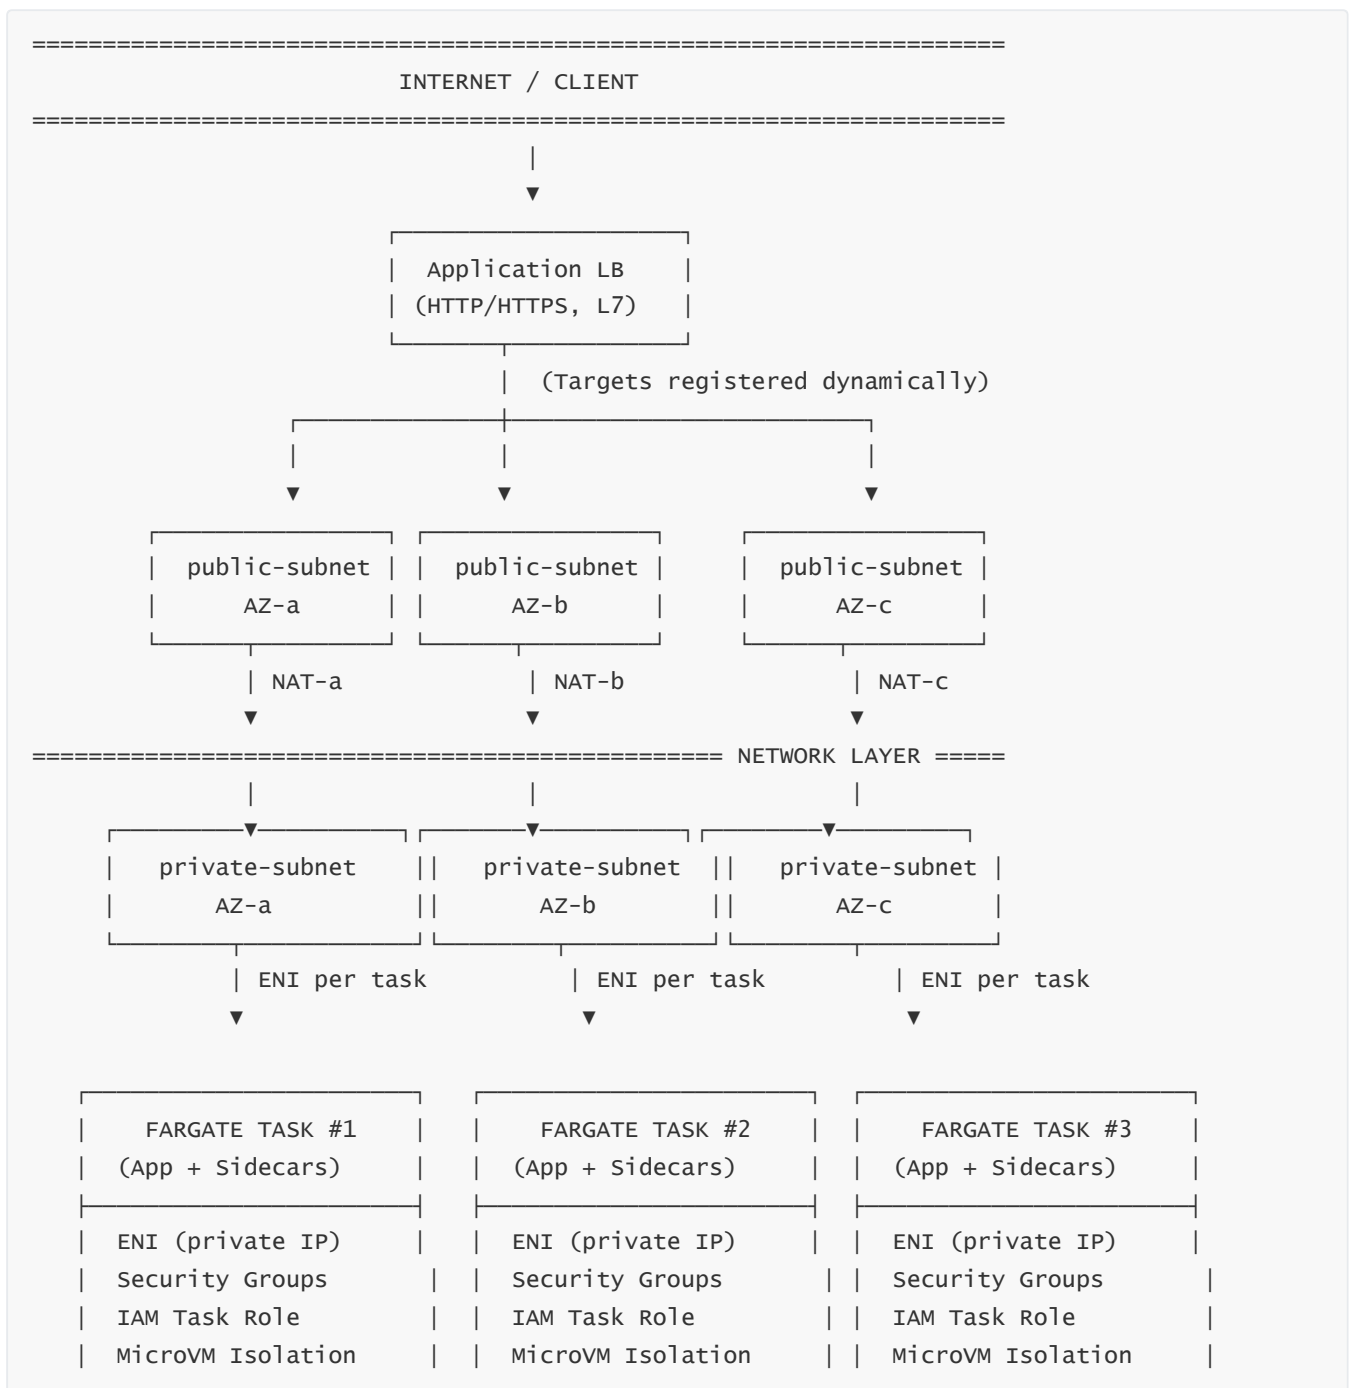 INTERNET / CLIENT
Application LB
(HTTP/HTTPS, L7)
(Targets registered dynamically)
public-subnet public-subnet public-subnet
AZ-a AZ-b AZ-c
NAT-a NAT-b NAT-c
NETWORK LAYER
private-subnet private-subnet private-subnet
AZ-a AZ-b AZ-c
ENI per task ENI per task ENI per task
FARGATE TASK #1 FARGATE TASK #2 FARGATE TASK #3
(App + Sidecars) (App + Sidecars) (App + Sidecars)
ENI (private IP) ENI (private IP) ENI (private IP)
Security Groups Security Groups Security Groups
IAM Task Role IAM Task Role IAM Task Role
MicroVM Isolation MicroVM Isolation MicroVM Isolation